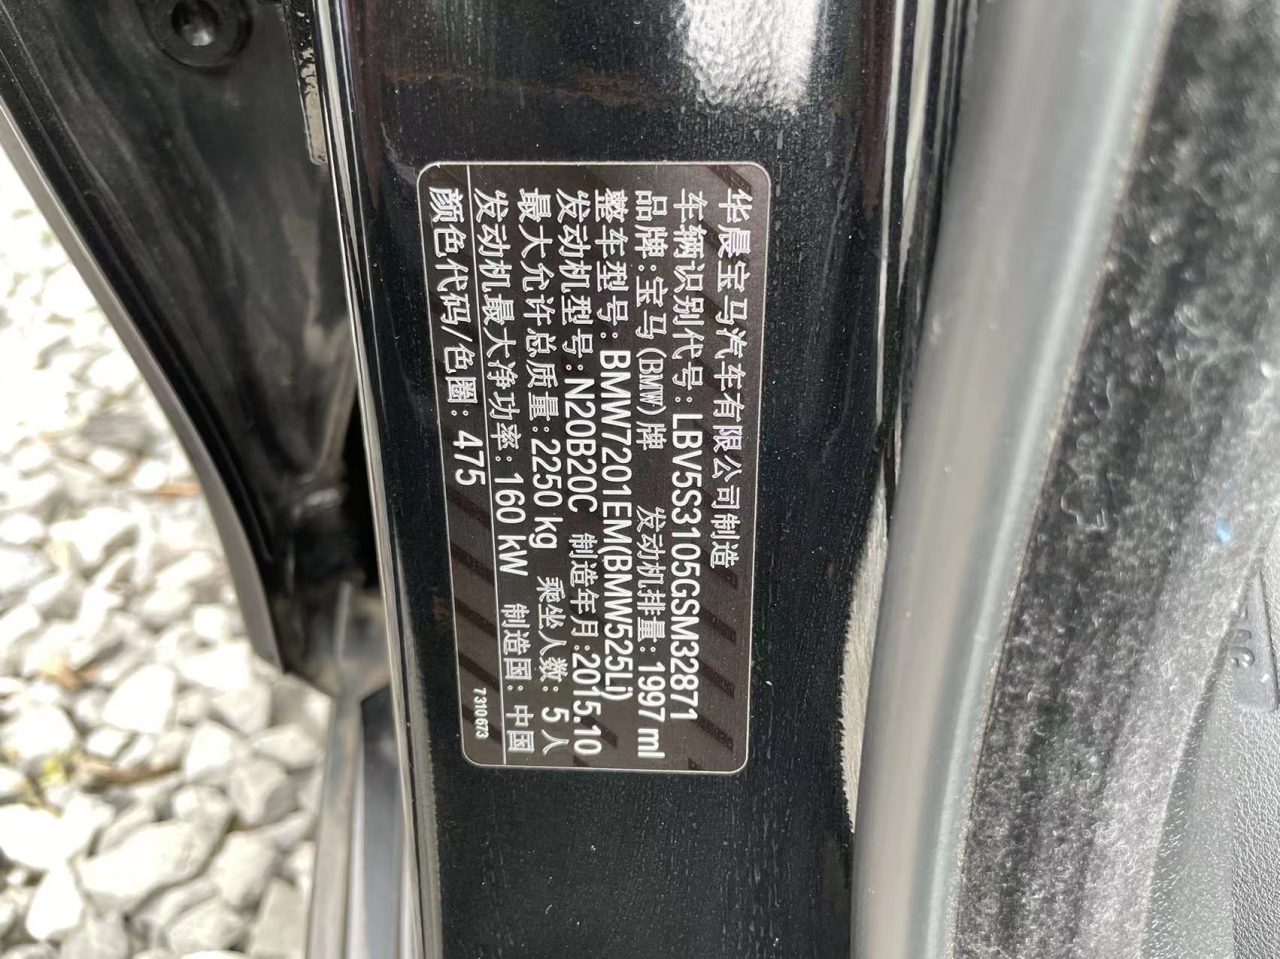 华晨宝马汽车有限公司制造
车辆识别代号: LBV5S3105GSM32871
品牌:宝马(BMW)牌 发动机排量: 1997 ml
整车型号: BMW7201EM(BMW525Li)
发动机型号: N20B20C 制造年月:2015.10
最大允许总质量: 2250 kg 乘坐人数: 5人
发动机最大净功率: 160 kW 制造国: 中国
颜色代码/色圈: 475 7310673